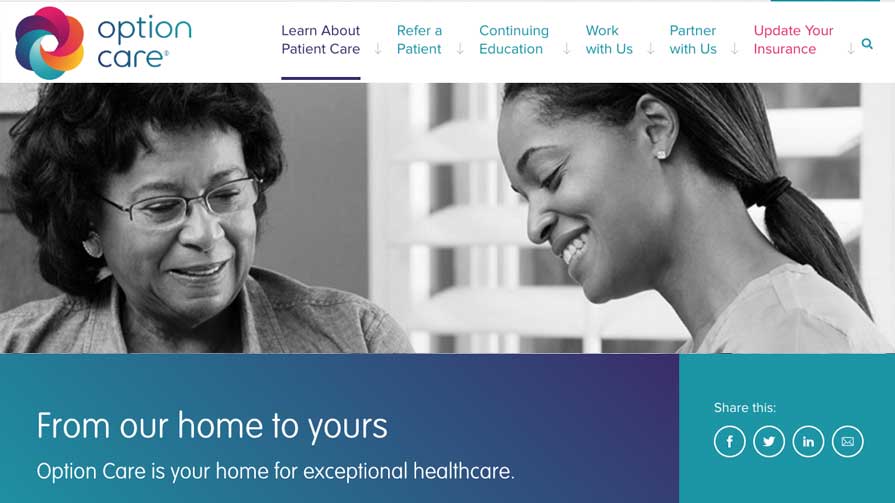 option
care®
Learn About
Patient Care
Refer a
Patient
Continuing
Education
Work
with Us
Partner
with Us
Update Your
Insurance
From our home to yours
Option Care is your home for exceptional healthcare.
Share this: